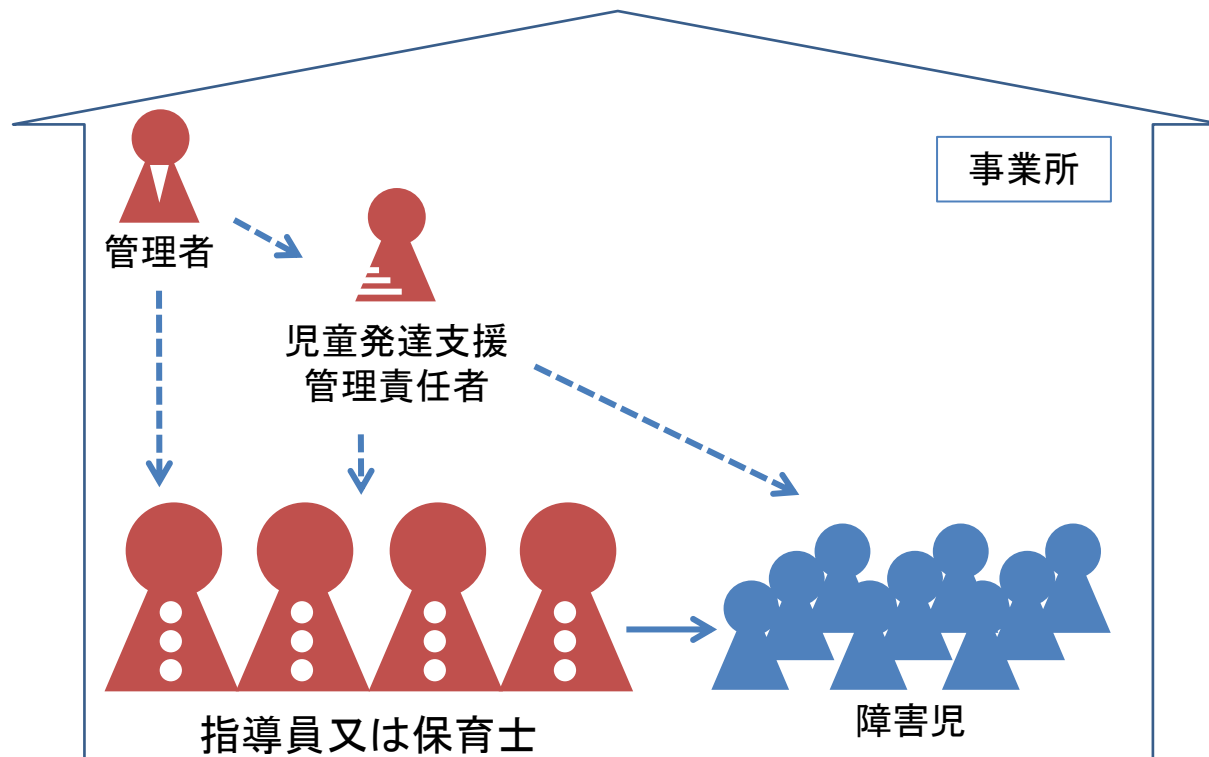 事業所
管理者
児童発達支援
管理責任者
指導員又は保育士
障害児